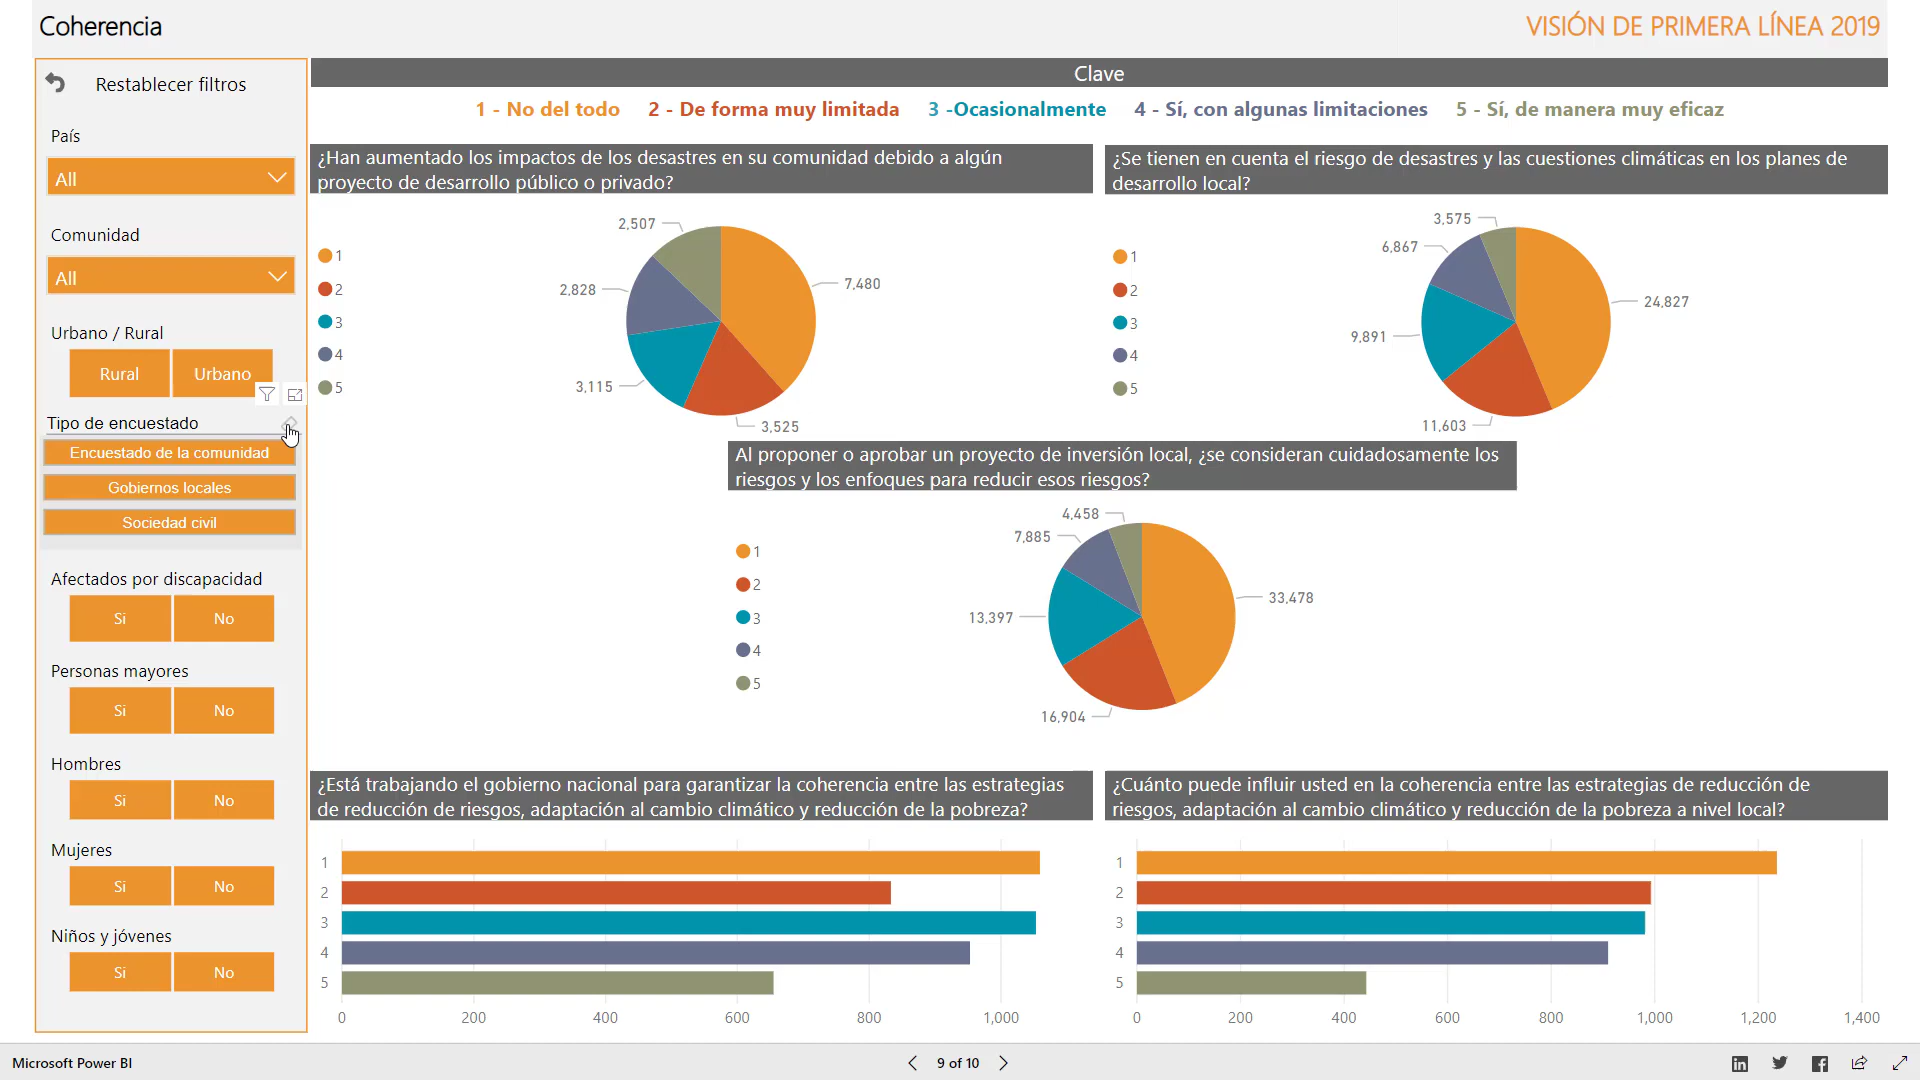 Coherencia
VISIÓN DE PRIMERA LÍNEA 2019
Restablecer filtros
País
All
Comunidad
All
Urbano / Rural
Rural
Urbano
Tipo de encuestado
Encuestado de la comunidad
Gobiernos locales
Sociedad civil
Afectados por discapacidad
Si
No
Personas mayores
Si
No
Hombres
Si
No
Mujeres
Si
No
Niños y jóvenes
Si
No
Clave
1 - No del todo 2 - De forma muy limitada 3 -Ocasionalmente 4 - Sí, con algunas limitaciones 5 - Sí, de manera muy eficaz
¿Han aumentado los impactos de los desastres en su comunidad debido a algún
proyecto de desarrollo público o privado?
1
2
3
4
5
2,507
7,480
2,828
3,115
3,525
¿Se tienen en cuenta el riesgo de desastres y las cuestiones climáticas en los planes de
desarrollo local?
1
2
3
4
5
3,575
6,867
24,827
9,891
11,603
Al proponer o aprobar un proyecto de inversión local, ¿se consideran cuidadosamente los
riesgos y los enfoques para reducir esos riesgos?
1
2
3
4
5
4,458
7,885
33,478
13,397
16,904
¿Está trabajando el gobierno nacional para garantizar la coherencia entre las estrategias
de reducción de riesgos, adaptación al cambio climático y reducción de la pobreza?
1
2
3
4
5
0 200 400 600 800 1,000
¿Cuánto puede influir usted en la coherencia entre las estrategias de reducción de
riesgos, adaptación al cambio climático y reducción de la pobreza a nivel local?
1
2
3
4
5
0 200 400 600 800 1,000 1,200 1,400
Microsoft Power BI
9 of 10